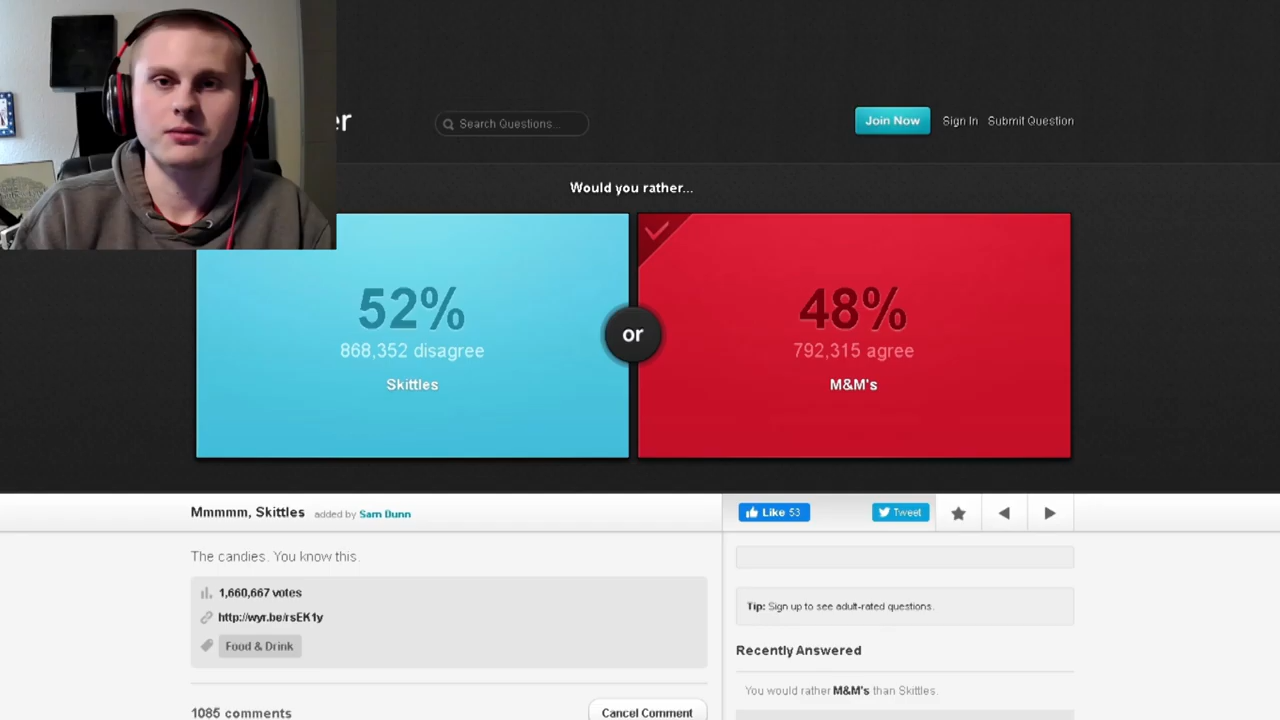 er
Search Questions...
Join Now
Sign In
Submit Question
Would you rather...
52%
868,352 disagree
Skittles
or
48%
792,315 agree
M&M's
Mmmmm, Skittles added by Sam Dunn
Like 53
Tweet
The candies. You know this.
1,660,667 votes
http://wyr.be/rsEK1y
Food & Drink
Tip: Sign up to see adult-rated questions.
Recently Answered
You would rather M&M's than Skittles.
1085 comments
Cancel Comment